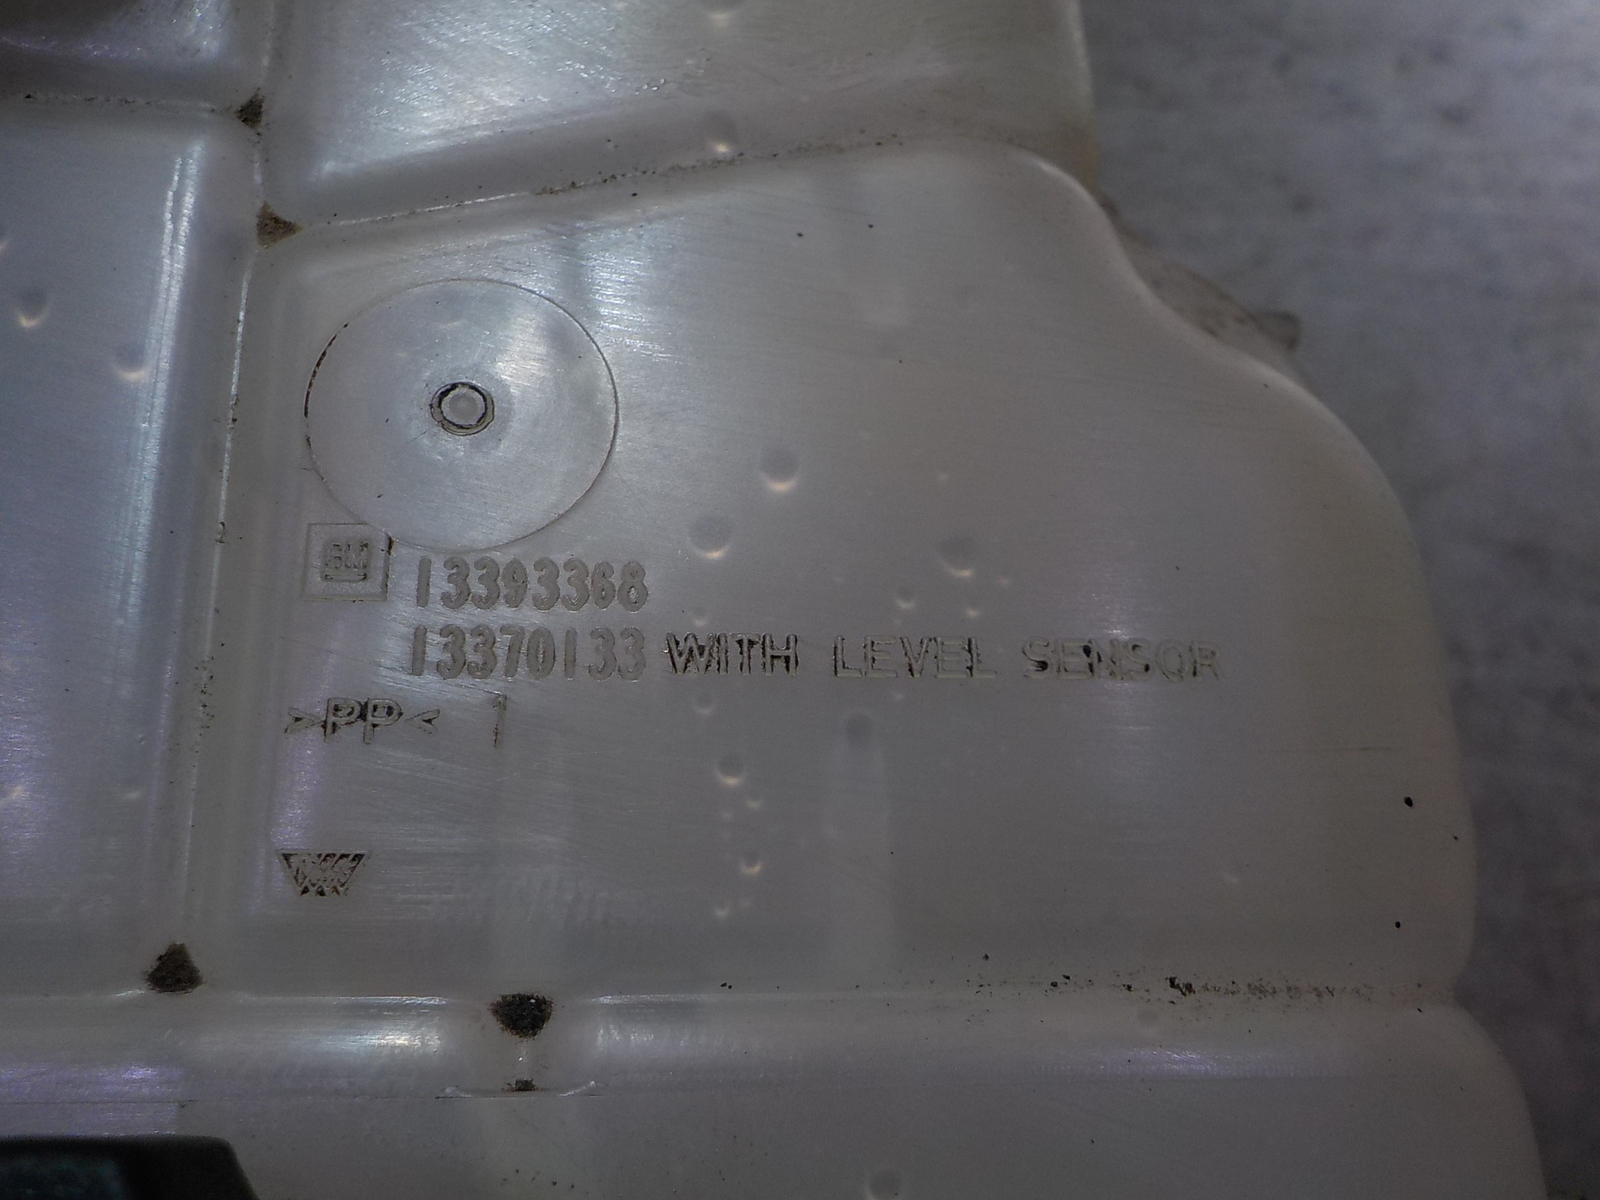 GM 13393368
13370133 WITH LEVEL SENSOR
>PP< 1